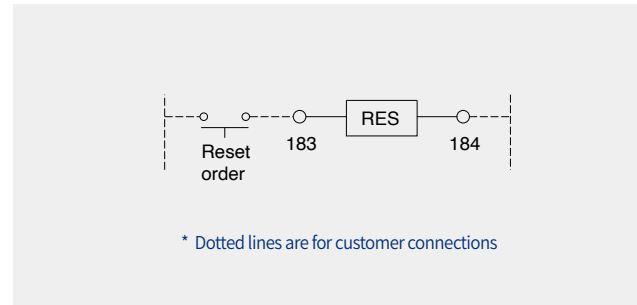 RES
183
184
Reset
order
* Dotted lines are for customer connections